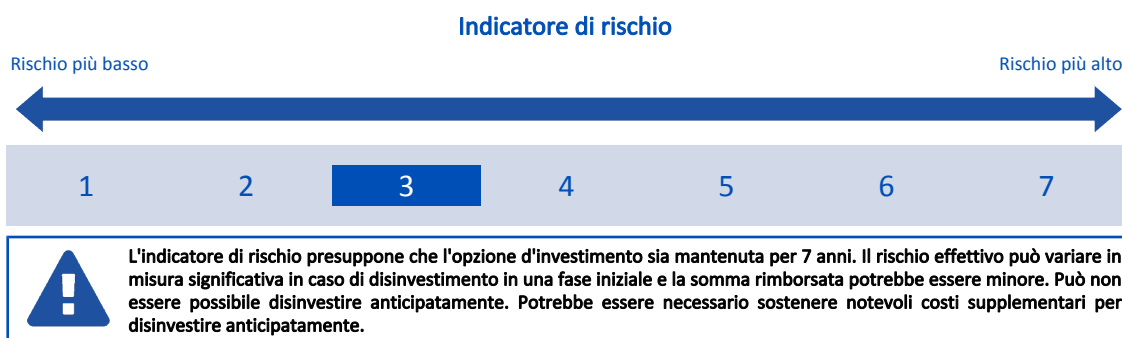 Indicatore di rischio
Rischio più basso Rischio più alto
1 2 3 4 5 6 7
L'indicatore di rischio presuppone che l'opzione d'investimento sia mantenuta per 7 anni. Il rischio effettivo può variare in
misura significativa in caso di disinvestimento in una fase iniziale e la somma rimborsata potrebbe essere minore. Può non
essere possibile disinvestire anticipatamente. Potrebbe essere necessario sostenere notevoli costi supplementari per
disinvestire anticipatamente.